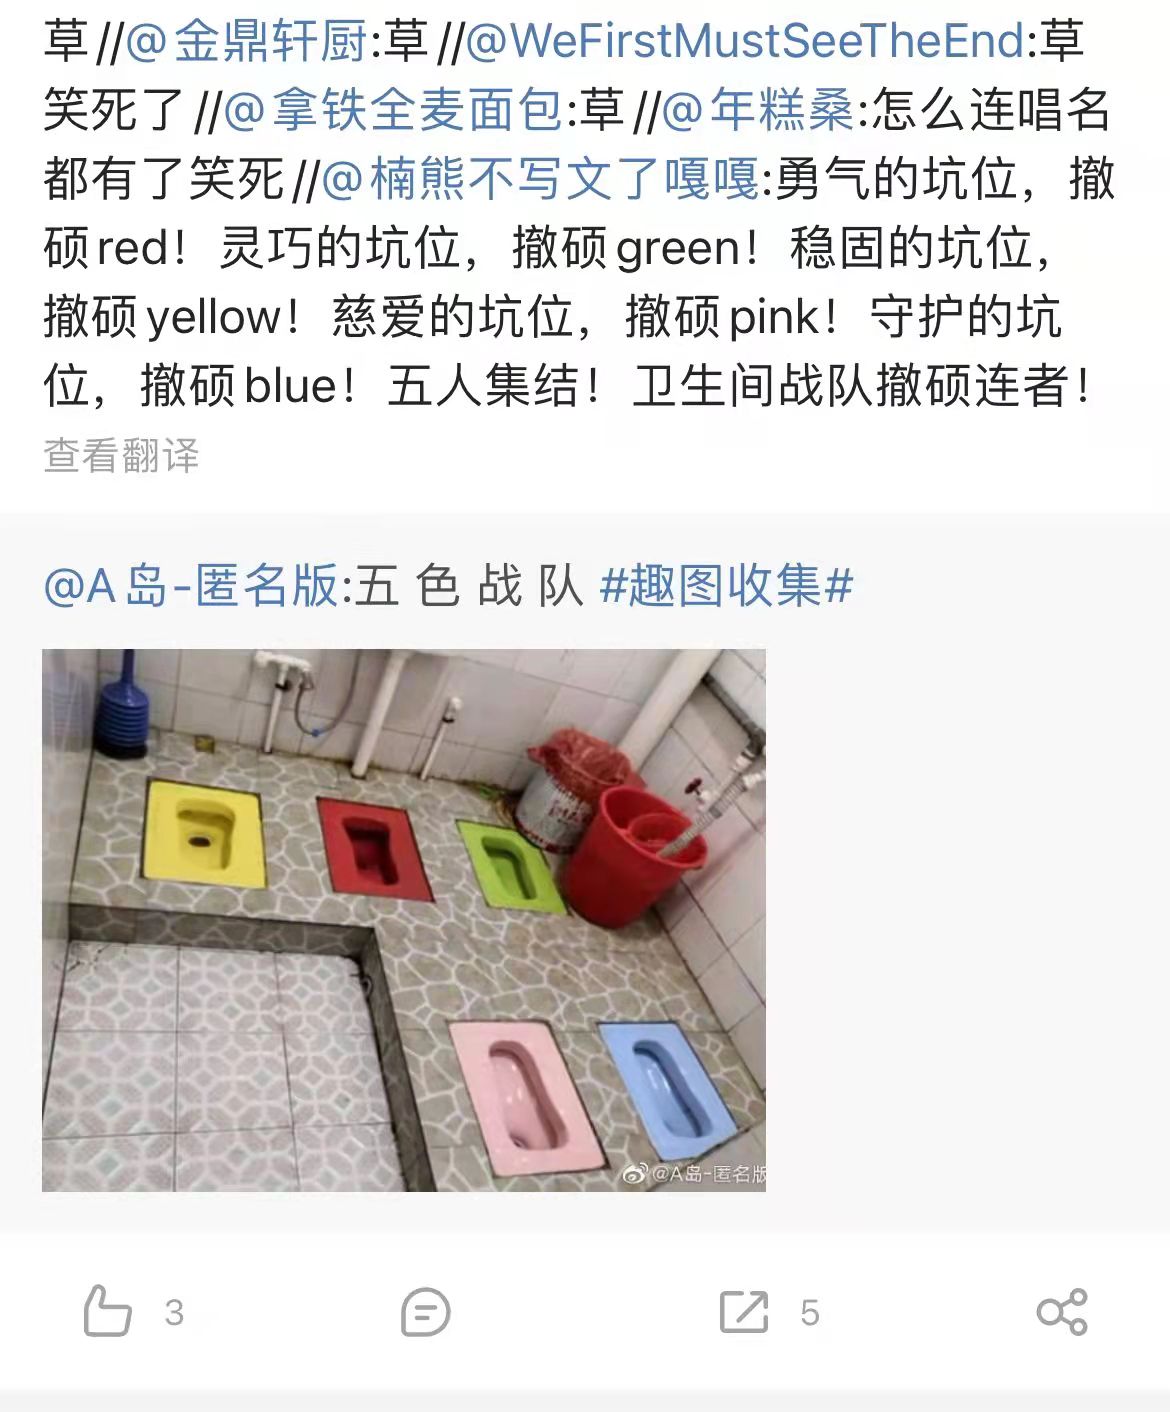 草//@金鼎轩厨:草//@WeFirstMustSeeTheEnd:草
笑死了//@拿铁全麦面包:草//@年糕桑:怎么连唱名
都有了笑死//@楠熊不写文了嘎嘎:勇气的坑位，撤
硕red！灵巧的坑位，撤硕green！稳固的坑位，
撤硕yellow！慈爱的坑位，撤硕pink！守护的坑
位，撤硕blue！五人集结！卫生间战队撤硕连者！
查看翻译
@A岛-匿名版:五 色 战 队 #趣图收集#
@A岛-匿名版
3
5